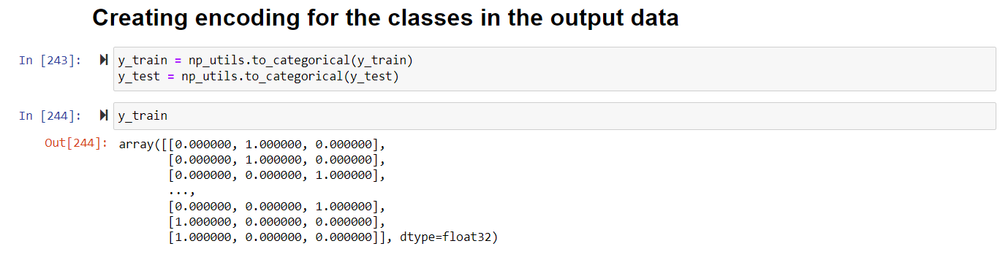 Creating encoding for the classes in the output data
In [243]: y_train = np_utils.to_categorical(y_train)
y_test = np_utils.to_categorical(y_test)
In [244]: y_train
Out[244]: array([[0.000000, 1.000000, 0.000000],
[0.000000, 1.000000, 0.000000],
[0.000000, 0.000000, 1.000000],
...,
[0.000000, 0.000000, 1.000000],
[1.000000, 0.000000, 0.000000],
[1.000000, 0.000000, 0.000000]], dtype=float32)